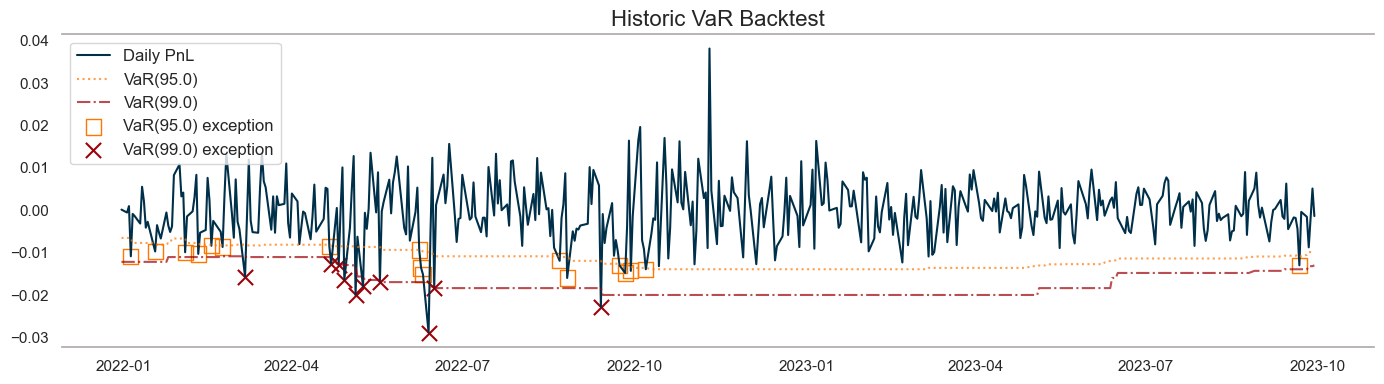 Historic VaR Backtest
Daily PnL
VaR(95.0)
VaR(99.0)
VaR(95.0) exception
VaR(99.0) exception
0.04
0.03
0.02
0.01
0.00
−0.01
−0.02
−0.03
2022-01
2022-04
2022-07
2022-10
2023-01
2023-04
2023-07
2023-10